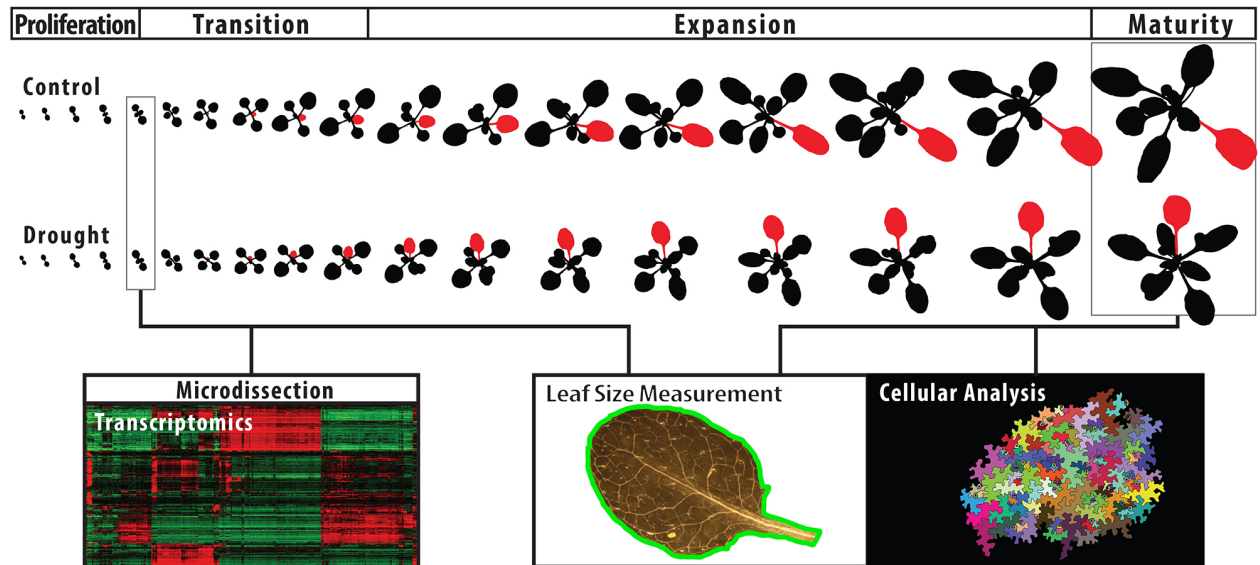 Proliferation Transition Expansion Maturity
Control
Drought
Microdissection
Transcriptomics
Leaf Size Measurement
Cellular Analysis